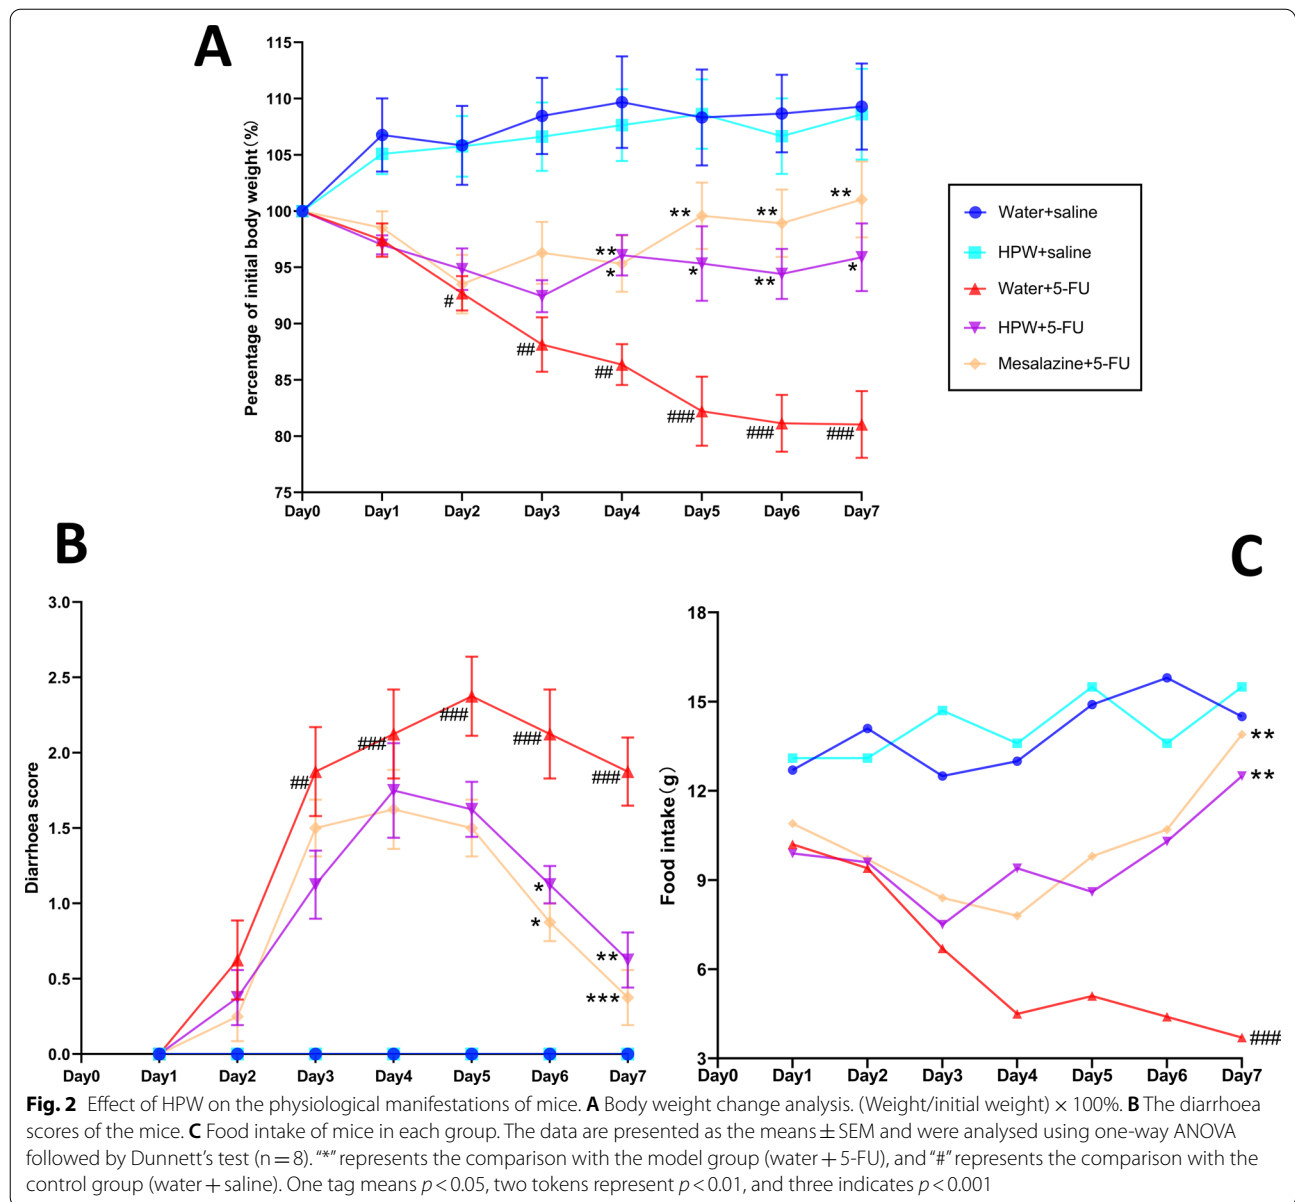 A
115
110
105
100
95
90
85
80
75
Percentage of initial body weight(%)
**
**
**
**
*
*
**
*
#
##
##
###
###
###
Day0 Day1 Day2 Day3 Day4 Day5 Day6 Day7
Water+saline
HPW+saline
Water+5-FU
HPW+5-FU
Mesalazine+5-FU
B
3.0
2.5
2.0
1.5
1.0
0.5
0.0
Diarrhoea score
##
###
###
###
###
*
*
**
***
Day0 Day1 Day2 Day3 Day4 Day5 Day6 Day7
C
18
15
12
9
6
3
Food intake(g)
**
**
###
Day0 Day1 Day2 Day3 Day4 Day5 Day6 Day7
Fig. 2 Effect of HPW on the physiological manifestations of mice. A Body weight change analysis. (Weight/initial weight) × 100%. B The diarrhoea
scores of the mice. C Food intake of mice in each group. The data are presented as the means ± SEM and were analysed using one-way ANOVA
followed by Dunnett's test (n = 8). "*" represents the comparison with the model group (water + 5-FU), and "#" represents the comparison with the
control group (water + saline). One tag means p < 0.05, two tokens represent p < 0.01, and three indicates p < 0.001